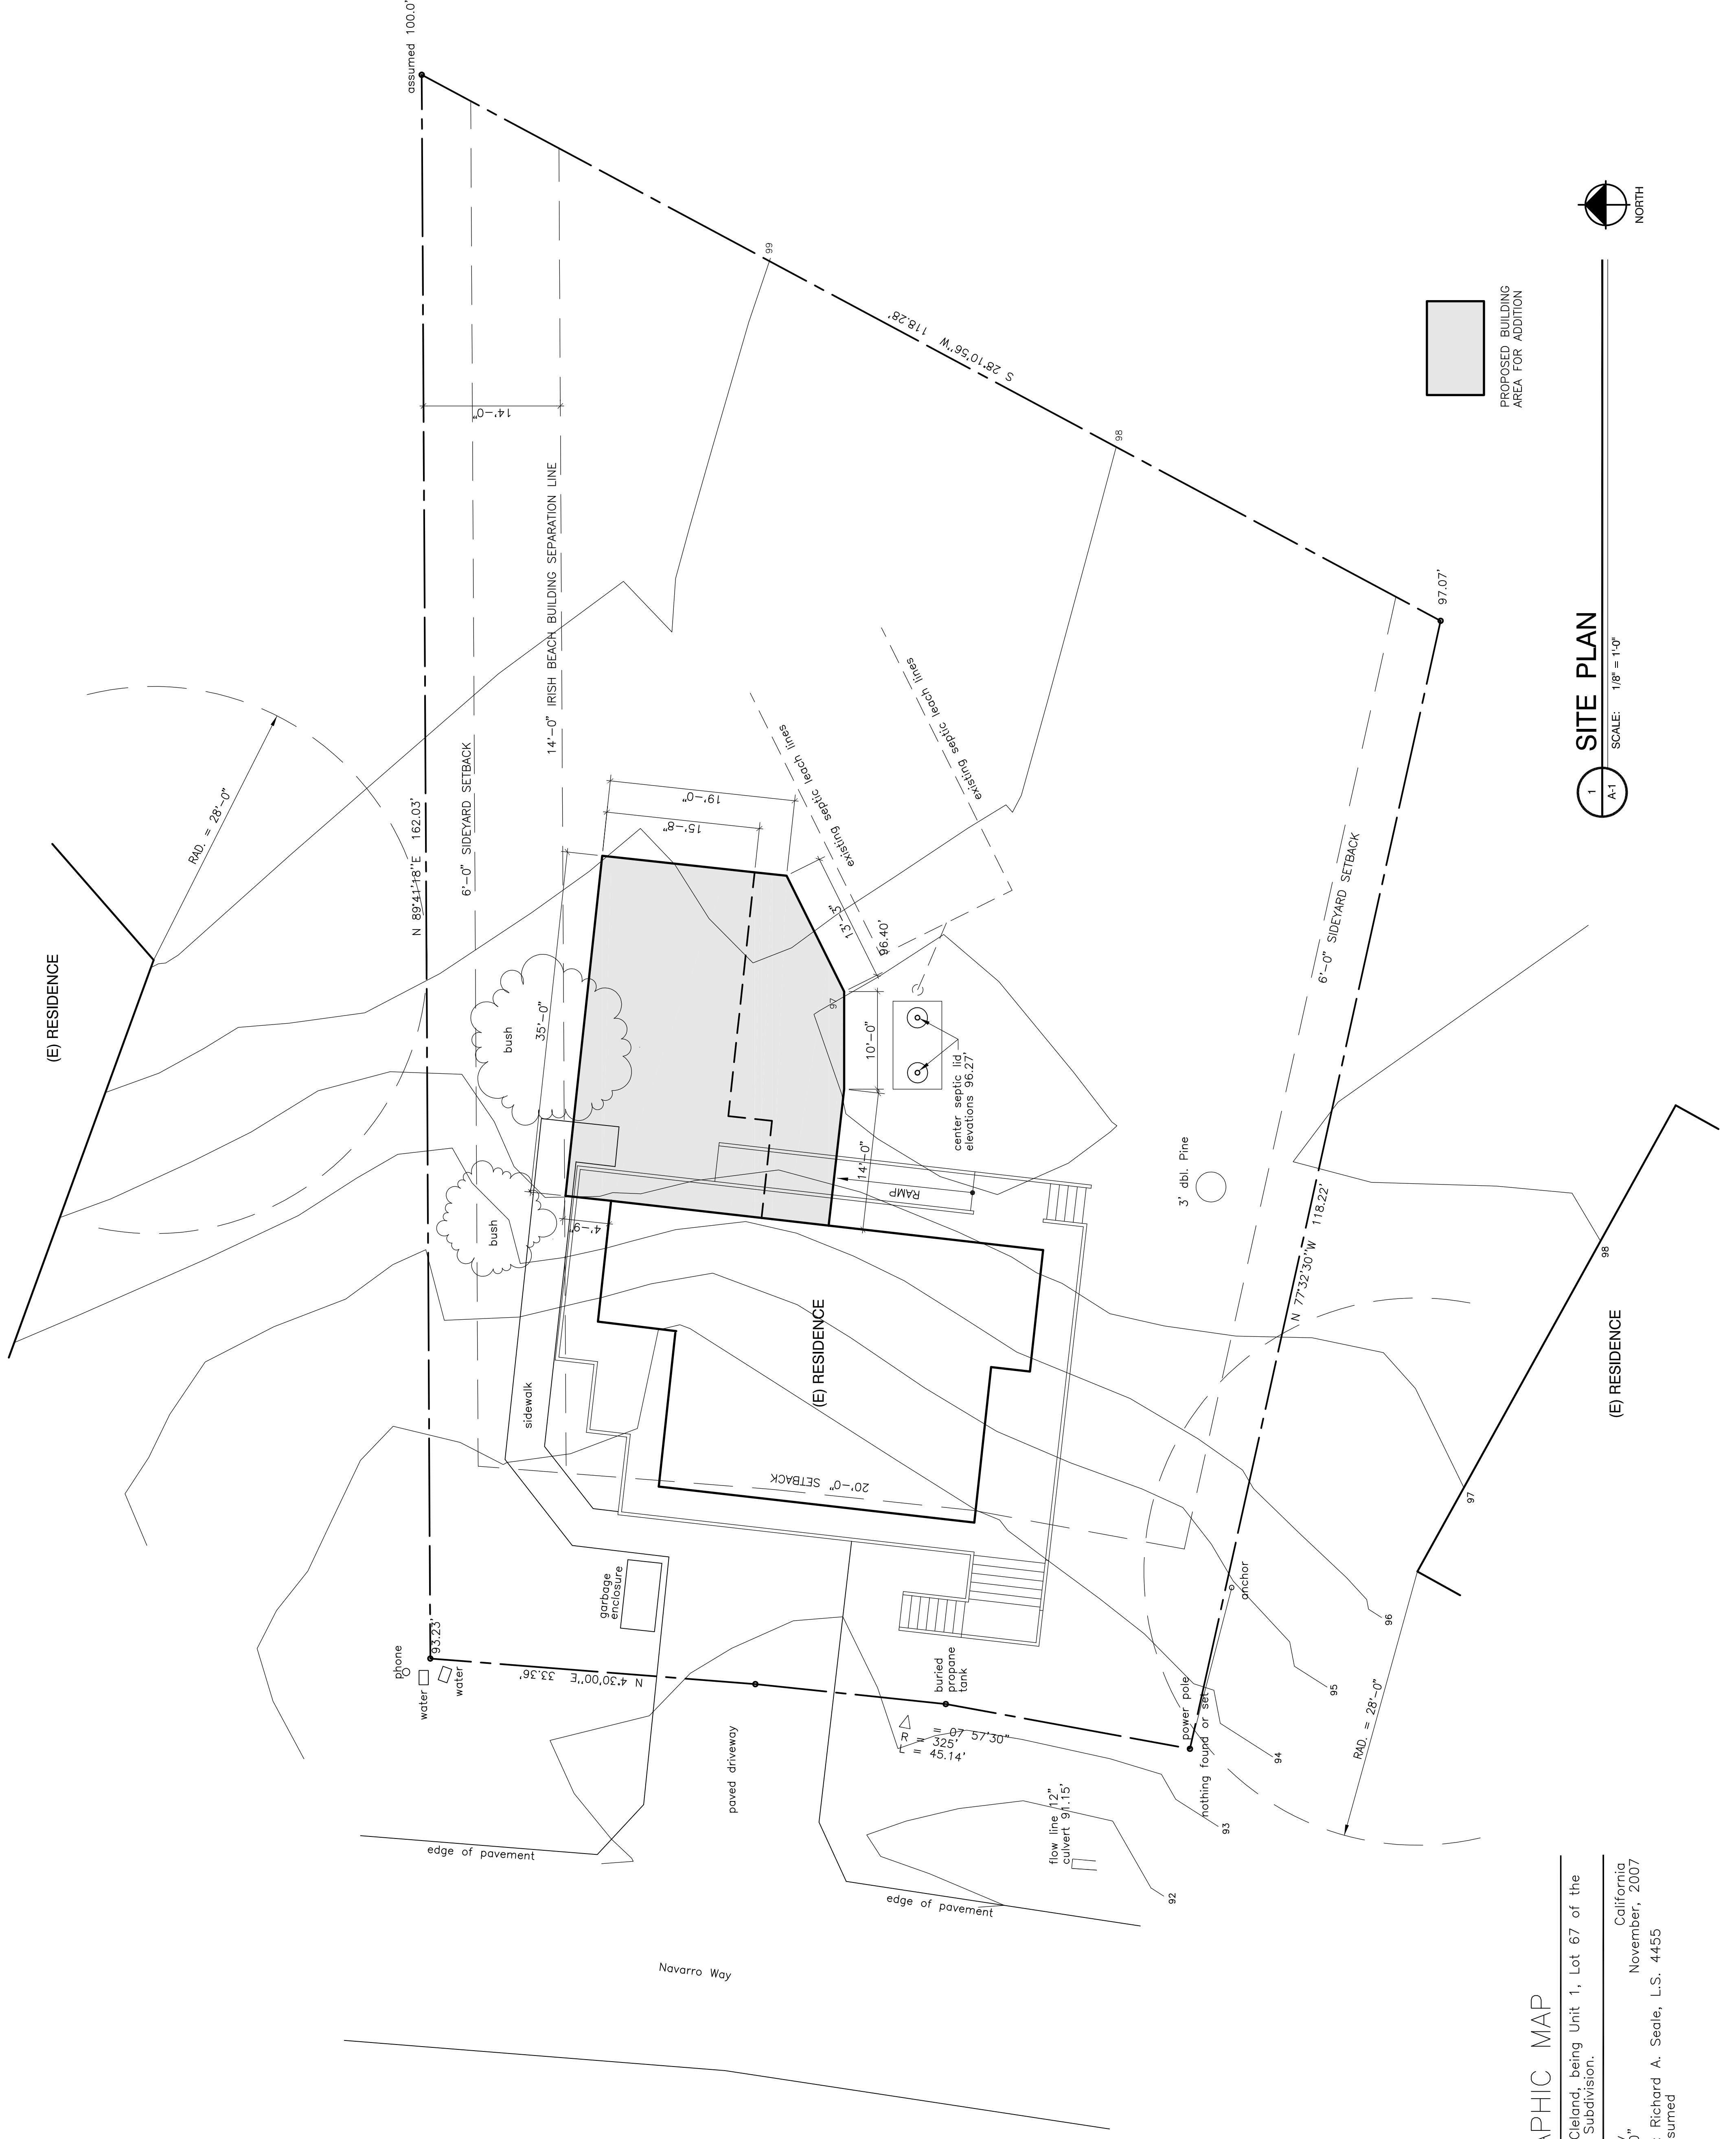 assumed 100.0'
99
98
S 28°10'56"W 118.28'
14'-0"
14'-0" IRISH BEACH BUILDING SEPARATION LINE
6'-0" SIDEYARD SETBACK
N 89°41'18"E 162.03'
RAD. = 28'-0"
(E) RESIDENCE
97.07'
NORTH
PROPOSED BUILDING
AREA FOR ADDITION
SITE PLAN
SCALE: 1/8" = 1'-0"
1
A-1
existing septic leach lines
existing septic leach lines
19'-0"
15'-8"
13'-3"
96.40'
97
10'-0"
35'-0"
bush
bush
center septic lid
elevations 96.27'
14'-0"
RAMP
4'-9"
3' dbl. Pine
6'-0" SIDEYARD SETBACK
N 77°32'30"W 118.22'
(E) RESIDENCE
sidewalk
20'-0" SETBACK
98
(E) RESIDENCE
97
garbage
enclosure
phone
93.23'
water
water
N 4°30'00"E 33.36'
buried
propane
tank
anchor
96
95
94
93
92
power pole
nothing found or set
= 07 57'30"
R = 325'
L = 45.14'
RAD. = 28'-0"
paved driveway
flow line 12"
culvert 91.15'
edge of pavement
edge of pavement
Navarro Way
APHIC MAP
Cleland, being Unit 1, Lot 67 of the
Subdivision.
California
November, 2007
: Richard A. Seale, L.S. 4455
sumed